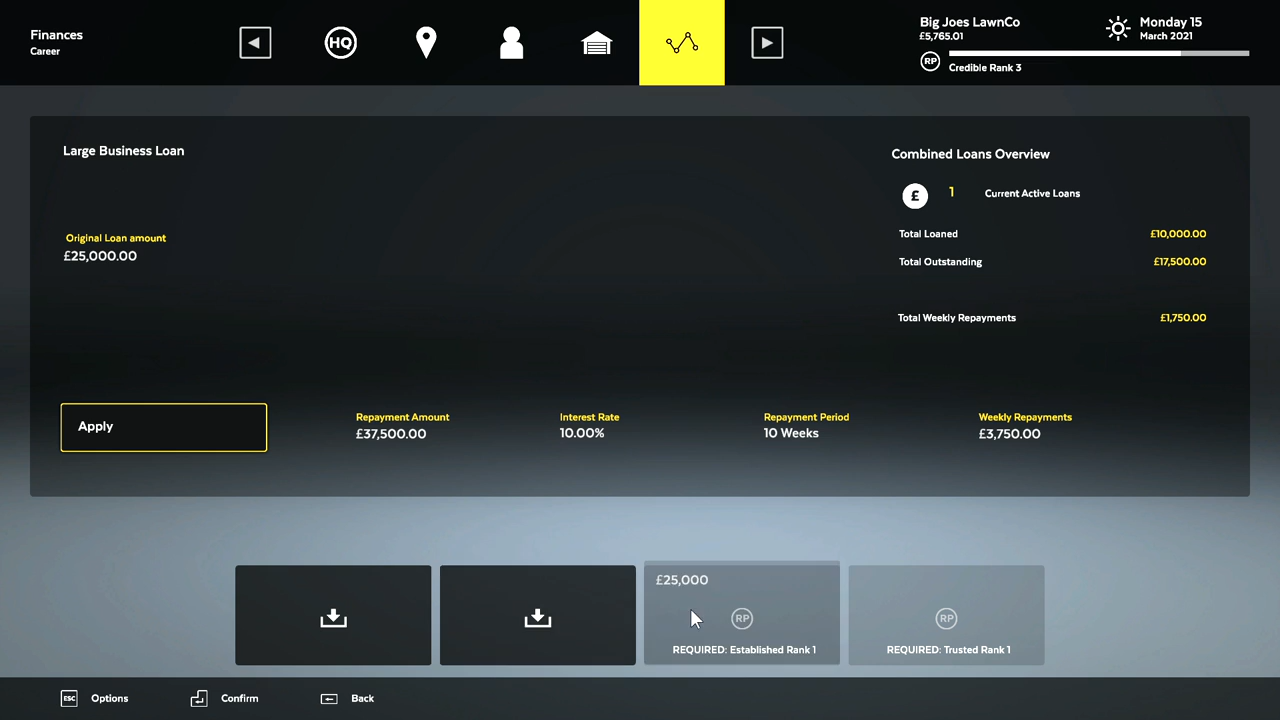 Finances
Career
HQ
Big Joes LawnCo
£5,765.01
Monday 15
March 2021
RP
Credible Rank 3
Large Business Loan
Original Loan amount
£25,000.00
Combined Loans Overview
£ 1 Current Active Loans
Total Loaned £10,000.00
Total Outstanding £17,500.00
Total Weekly Repayments £1,750.00
Apply
Repayment Amount
£37,500.00
Interest Rate
10.00%
Repayment Period
10 Weeks
Weekly Repayments
£3,750.00
£25,000
RP
REQUIRED: Established Rank 1
RP
REQUIRED: Trusted Rank 1
ESC Options Confirm Back